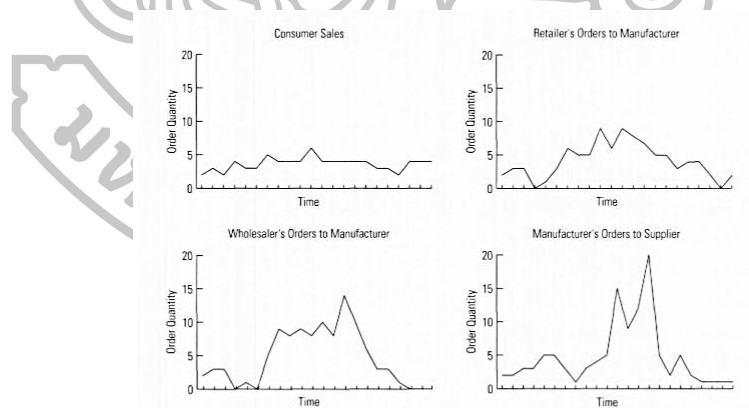 Consumer Sales
20
15
10
5
0
Order Quantity
Time
Retailer's Orders to Manufacturer
20
15
10
5
0
Order Quantity
Time
Wholesaler's Orders to Manufacturer
20
15
10
5
0
Order Quantity
Time
Manufacturer's Orders to Supplier
20
15
10
5
0
Order Quantity
Time